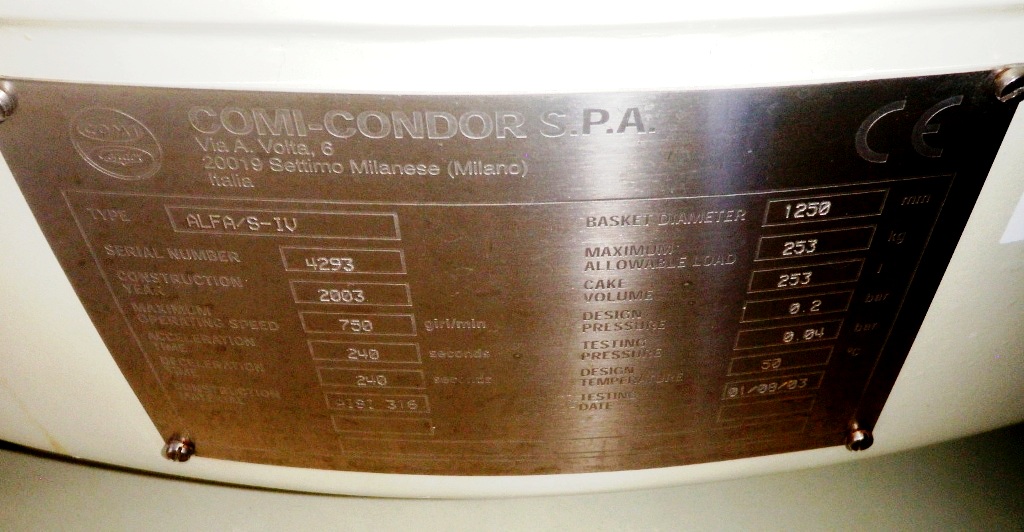 COMI
COMI-CONDOR S.P.A.
Via A. Volta, 6
20019 Settimo Milanese (Milano)
Italia
CE
TYPE ALFA/S-IV
SERIAL NUMBER 4293
CONSTRUCTION
YEAR 2003
MAXIMUM
OPERATING SPEED 750 giri/min
ACCELERATION
TIME 240 seconds
240 seconds
CONSTRUCTION
MATERIAL AISI 316
BASKET DIAMETER 1250 mm
MAXIMUM
ALLOWABLE LOAD 253 kg
CAKE
VOLUME 253 l
DESIGN
PRESSURE 0.2 bar
TESTING
PRESSURE 0.04 bar
DESIGN
TEMPERATURE 50 °C
TESTING
DATE 01/09/03